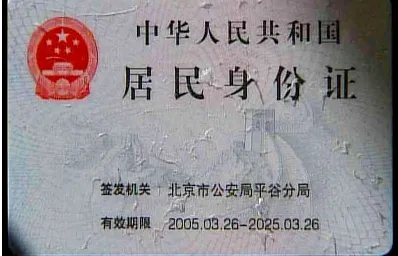 中华人民共和国
居民身份证
签发机关 北京市公安局平谷分局
有效期限 2005.03.26-2025.03.26